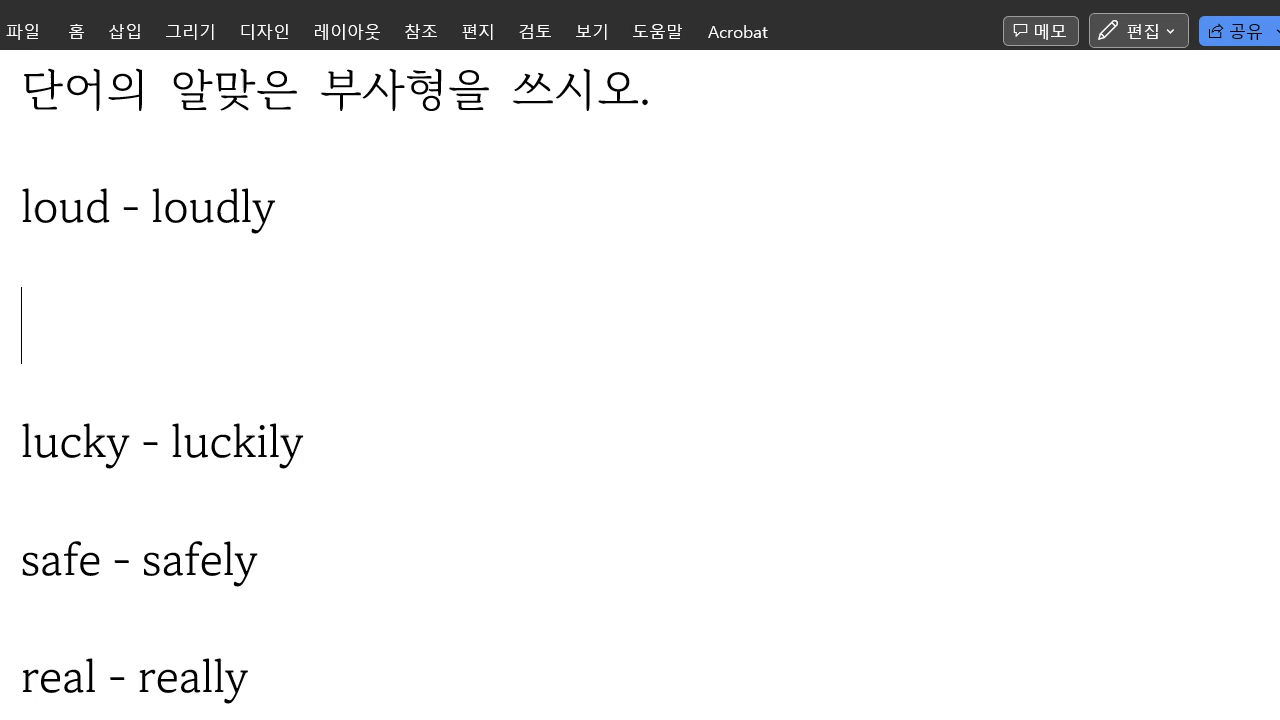 파일 홈 삽입 그리기 디자인 레이아웃 참조 편지 검토 보기 도움말 Acrobat 메모 편집 공유
단어의 알맞은 부사형을 쓰시오.
loud - loudly
lucky - luckily
safe - safely
real - really